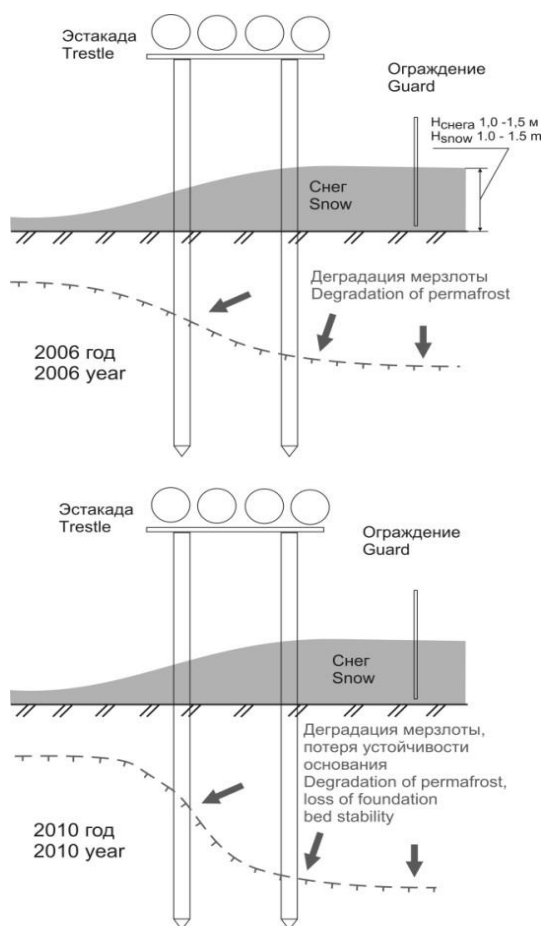 Эстакада
Trestle
Ограждение
Guard
Hснега 1,0 -1,5 м
Hsnow 1.0 - 1.5 m
Снег
Snow
Деградация мерзлоты
Degradation of permafrost
2006 год
2006 year
Эстакада
Trestle
Ограждение
Guard
Снег
Snow
Деградация мерзлоты,
потеря устойчивости
основания
Degradation of permafrost,
loss of foundation
bed stability
2010 год
2010 year